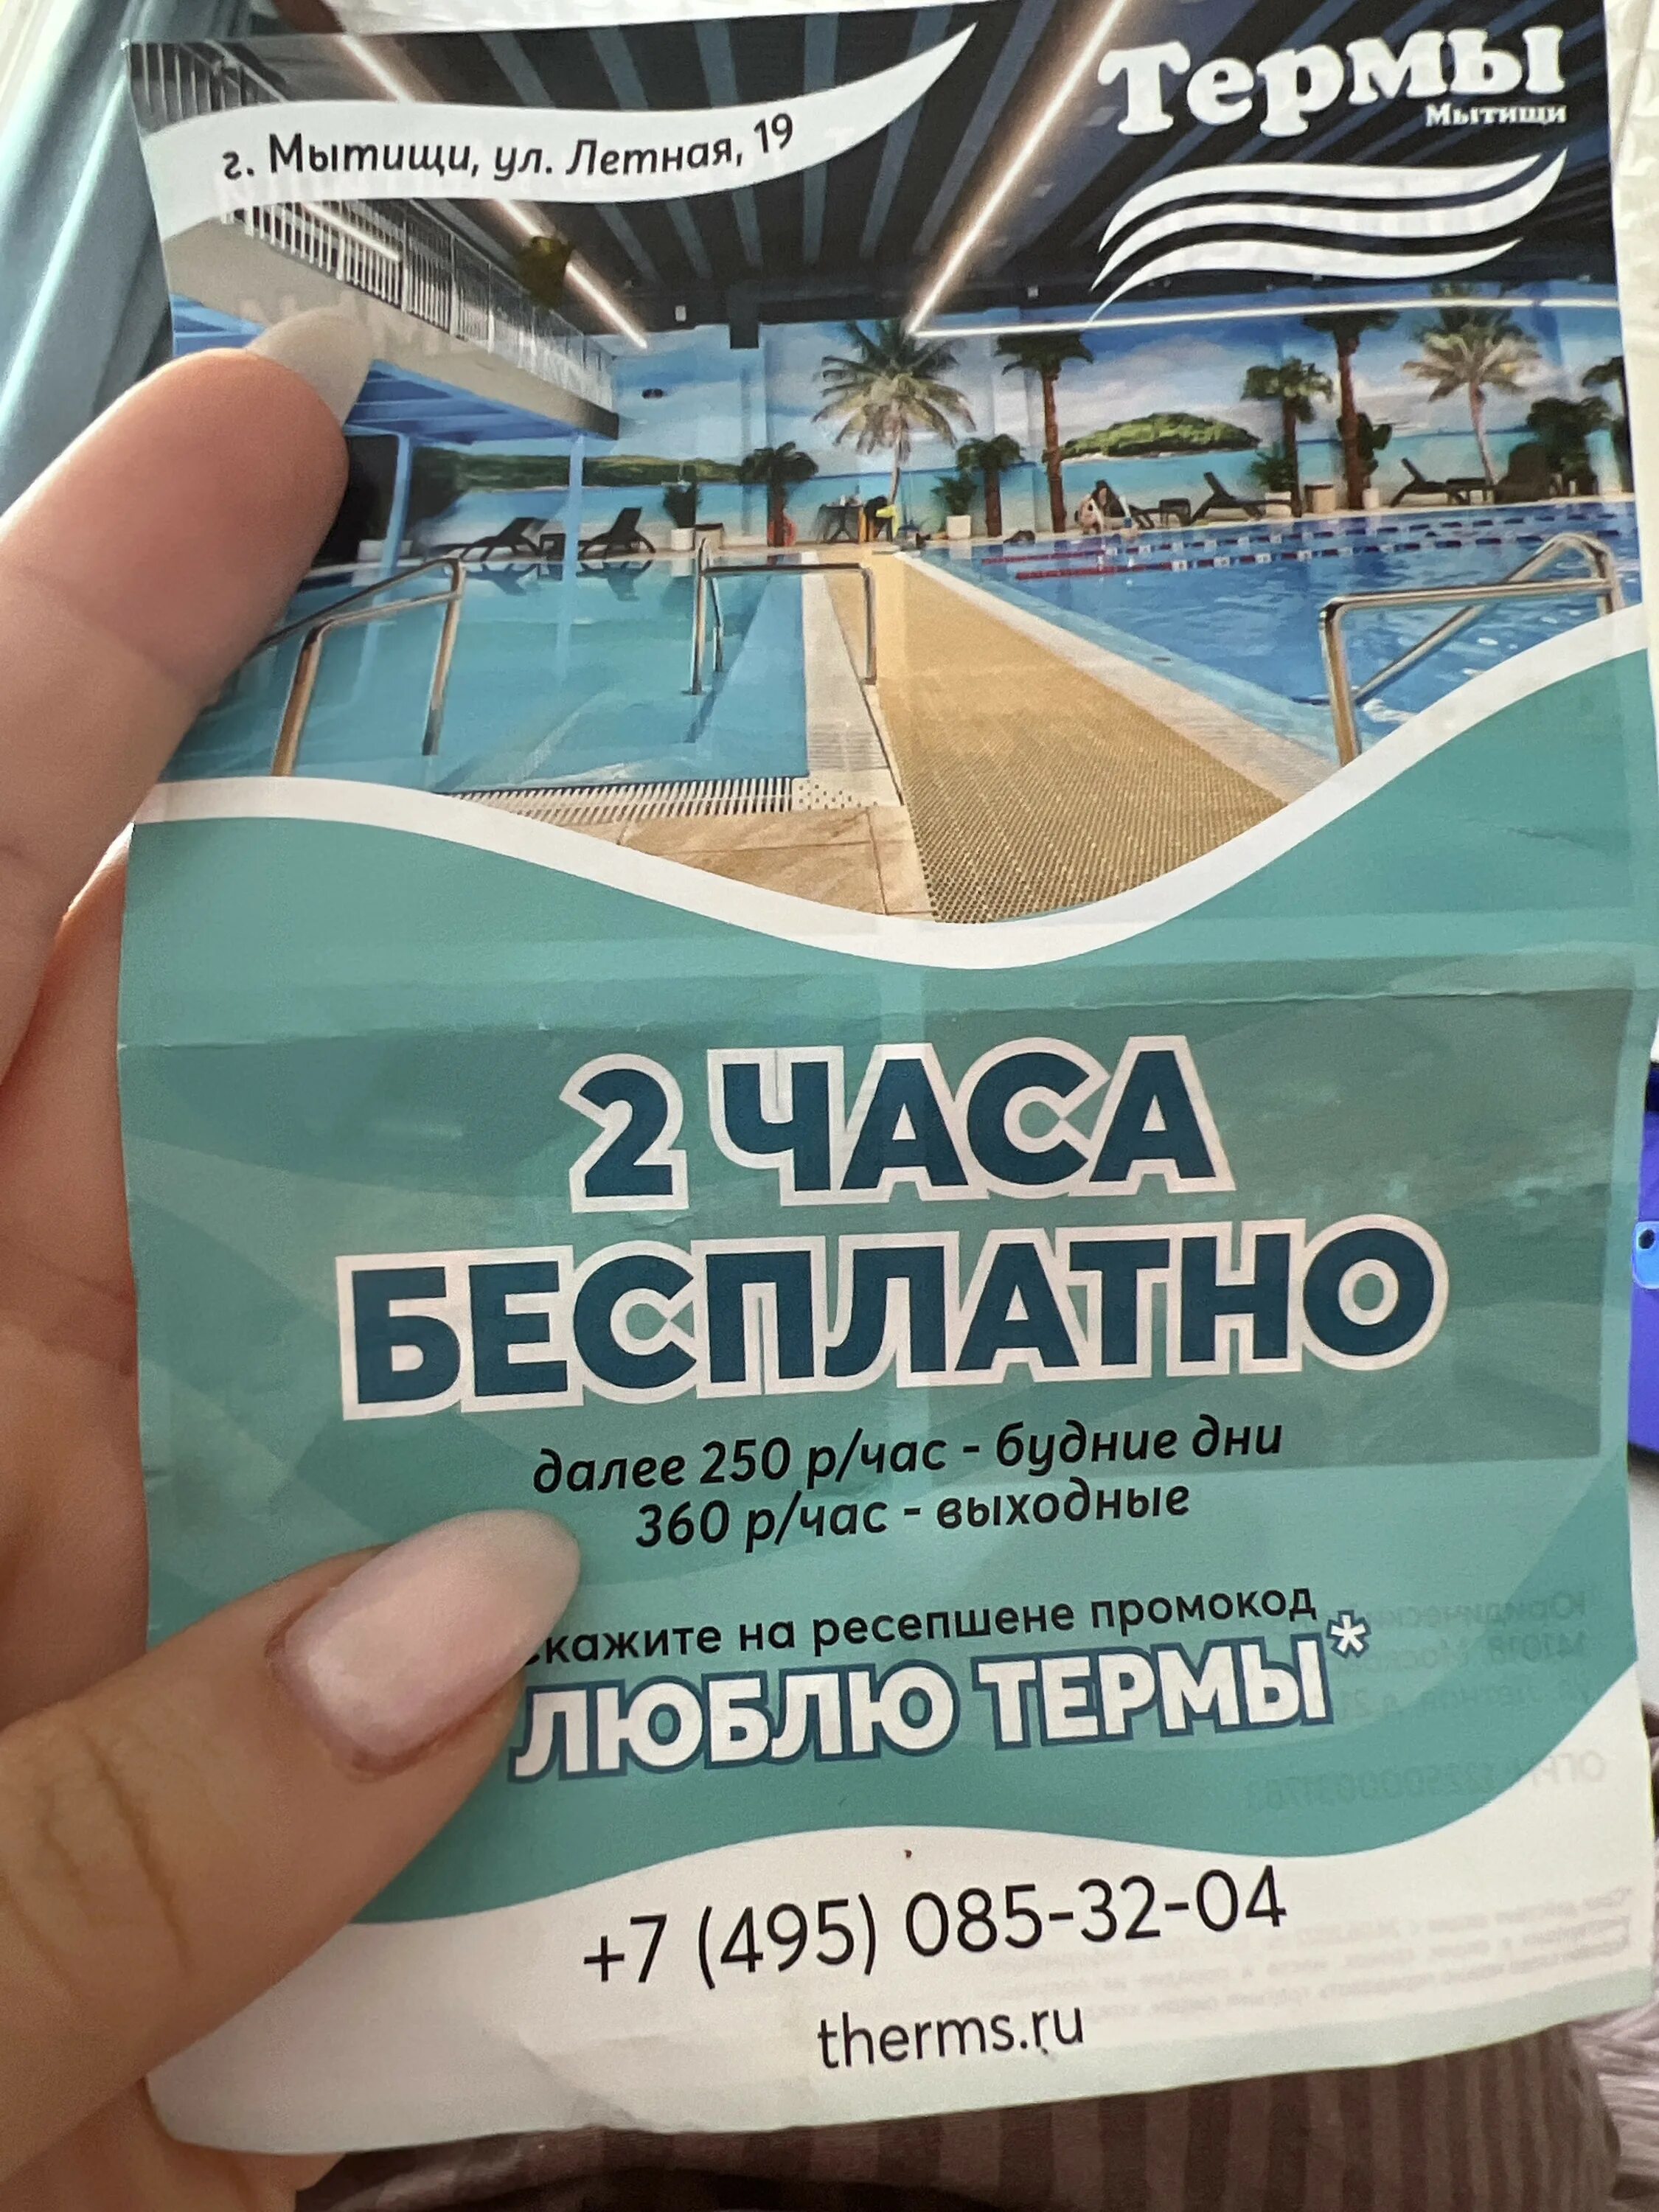 г. Мытищи, ул. Летная, 19
Термы
Мытищи
2 ЧАСА
БЕСПЛАТНО
далее 250 р/час - будние дни
360 р/час - выходные
на ресепшене промокод
ЛЮБЛЮ ТЕРМЫ*
+7 (495) 085-32-04
therms.ru